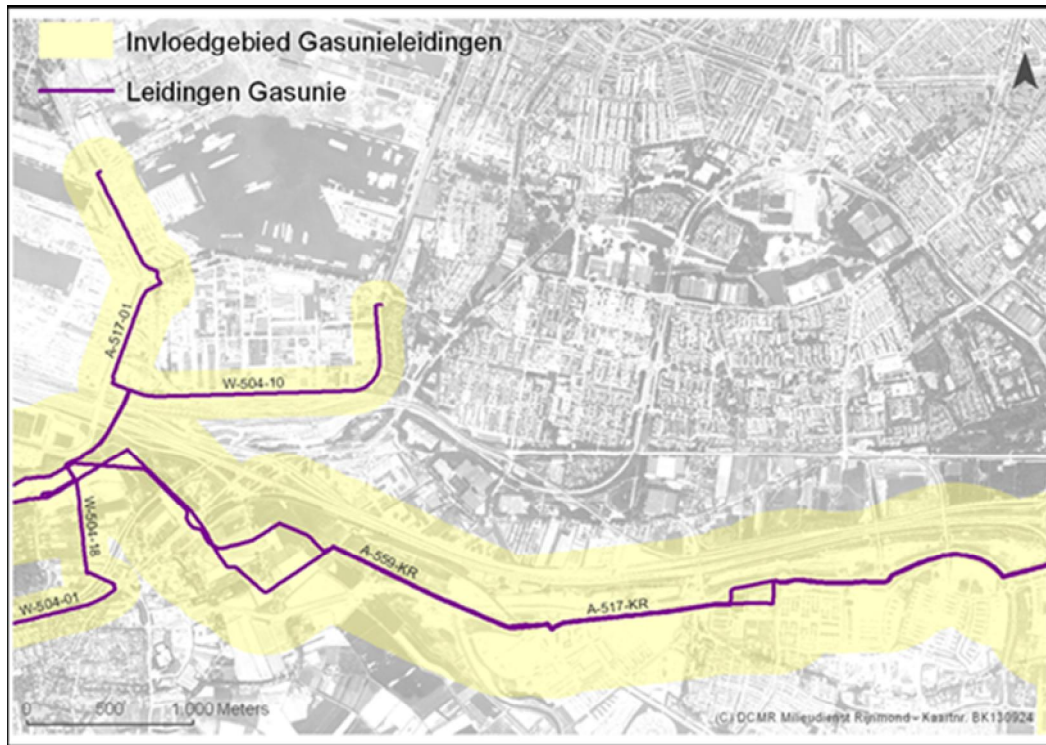 Invloedgebied Gasunieleidingen
Leidingen Gasunie
N
A-517-01
W-504-10
W-504-18
A-559-KR
W-504-01
A-517-KR
0 500 1.000 Meters
(C) DCMR Milieudienst Rijnmond - Kaartnr. BK130924